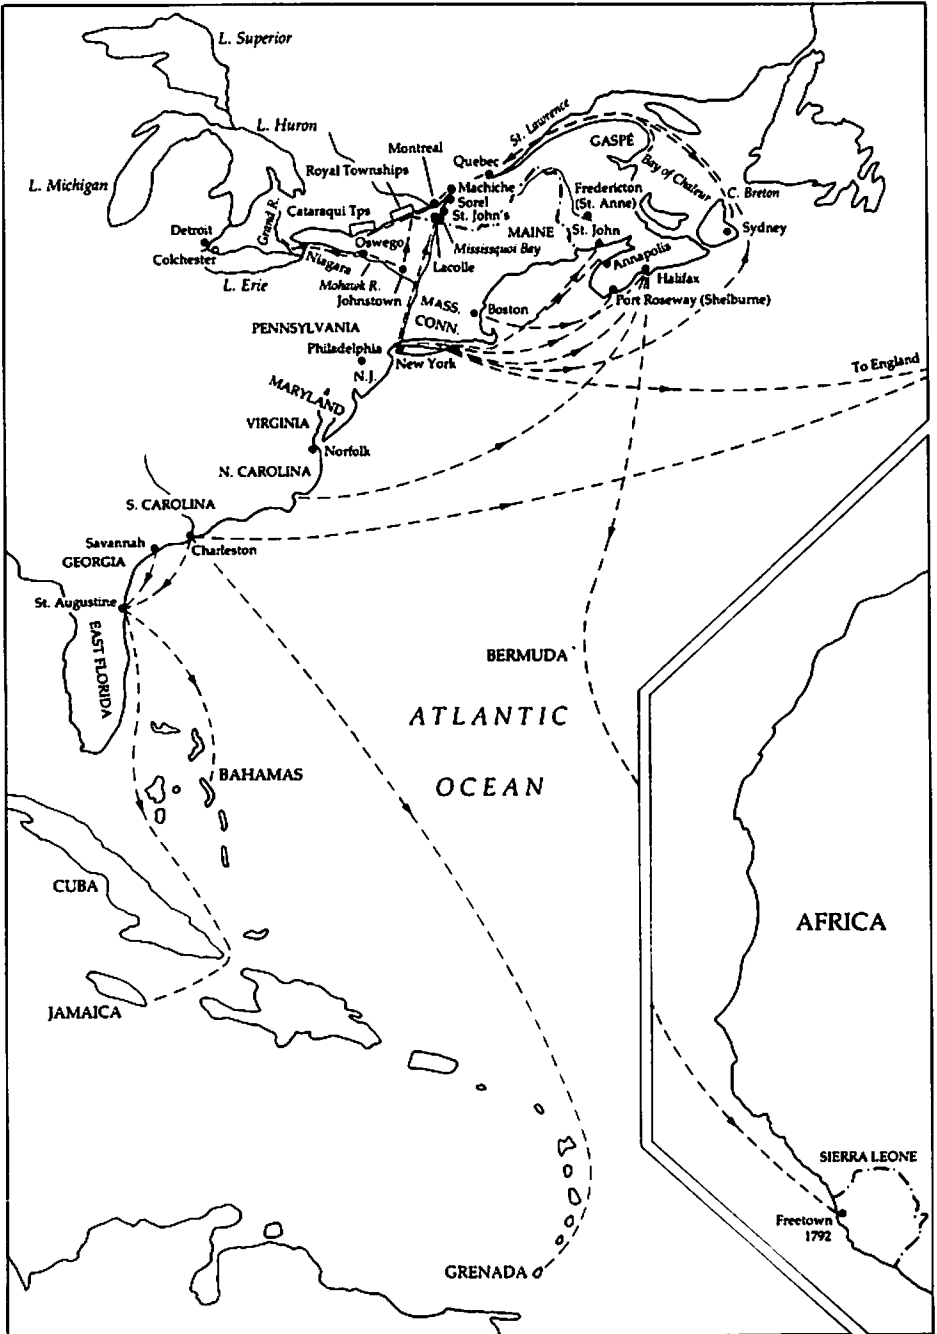 L. Superior
L. Huron
L. Michigan
Montreal
Royal Townships
Cataraqui Tps
Grand R.
Detroit
Colchester
L. Erie
Niagara
Oswego
Mohawk R.
Johnstown
Quebec
Machiche
Sorel
St. John's
Missisquoi Bay
Lacolle
St. Lawrence
GASPÉ
Bay of Chaleur
C. Breton
Sydney
Fredericton
(St. Anne)
MAINE
St. John
Annapolis
Halifax
Port Roseway (Shelburne)
MASS.
CONN.
Boston
PENNSYLVANIA
Philadelphia
New York
N.J.
MARYLAND
VIRGINIA
Norfolk
N. CAROLINA
To England
S. CAROLINA
Savannah
GEORGIA
Charleston
St. Augustine
EAST FLORIDA
BERMUDA
ATLANTIC
OCEAN
BAHAMAS
CUBA
JAMAICA
AFRICA
SIERRA LEONE
Freetown
1792
GRENADA